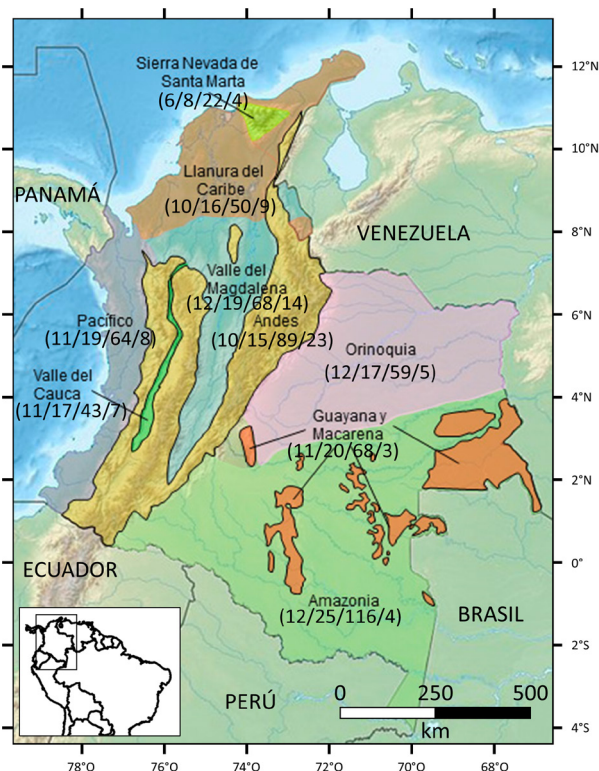 Sierra Nevada de
Santa Marta
(6/8/22/4)
12°N
10°N
Llanura del
Caribe
(10/16/50/9)
PANAMÁ
VENEZUELA
8°N
Valle del
Magdalena
(12/19/68/14)
6°N
Pacífico
(11/19/64/8)
Andes
(10/15/89/23)
Orinoquia
(12/17/59/5)
Valle del
Cauca
(11/17/43/7)
4°N
Guayana y
Macarena
(11/20/68/3)
2°N
0°
ECUADOR
Amazonia
(12/25/116/4)
BRASIL
2°S
PERÚ
0 250 500
km
4°S
78°O 76°O 74°O 72°O 70°O 68°O